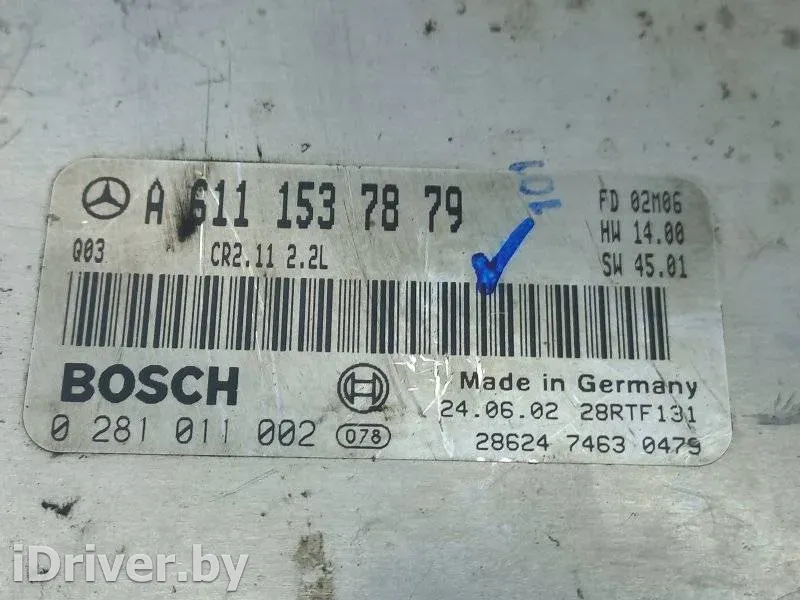 A 611 153 78 79
FD 02M06
HW 14.00
SW 45.01
Q03 CR2.11 2.2L
101
BOSCH
Made in Germany
24.06.02 28RTF131
0 281 011 002 078
28624 7463 0479
iDriver.by